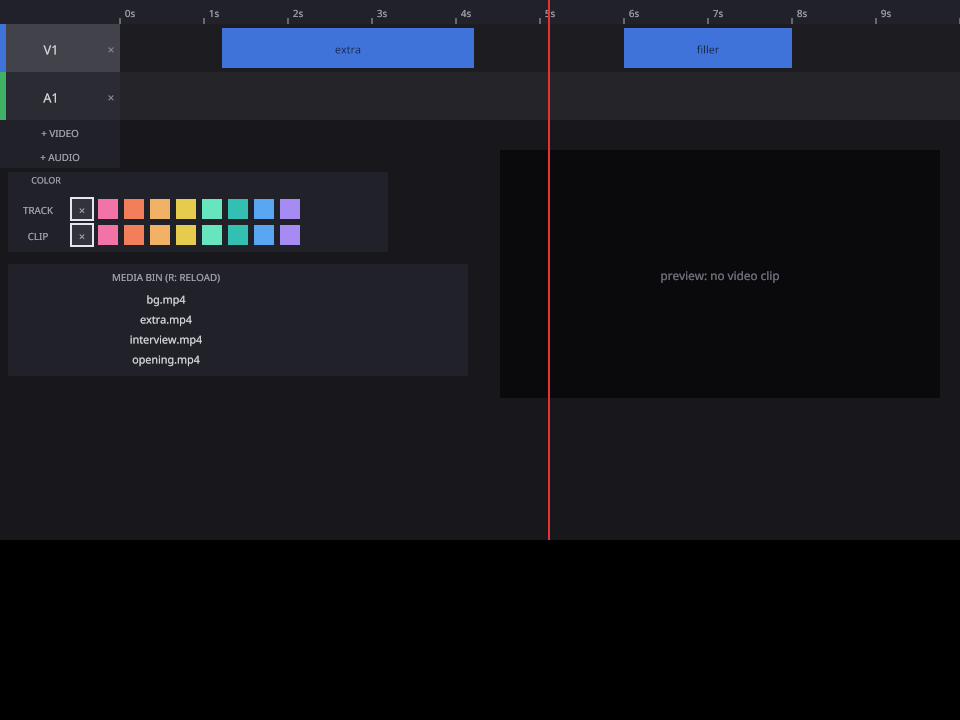 0s 1s 2s 3s 4s 5s 6s 7s 8s 9s
V1 × extra filler
A1 ×
+ VIDEO
+ AUDIO
COLOR
TRACK ×
CLIP ×
MEDIA BIN (R: RELOAD)
bg.mp4
extra.mp4
interview.mp4
opening.mp4
preview: no video clip